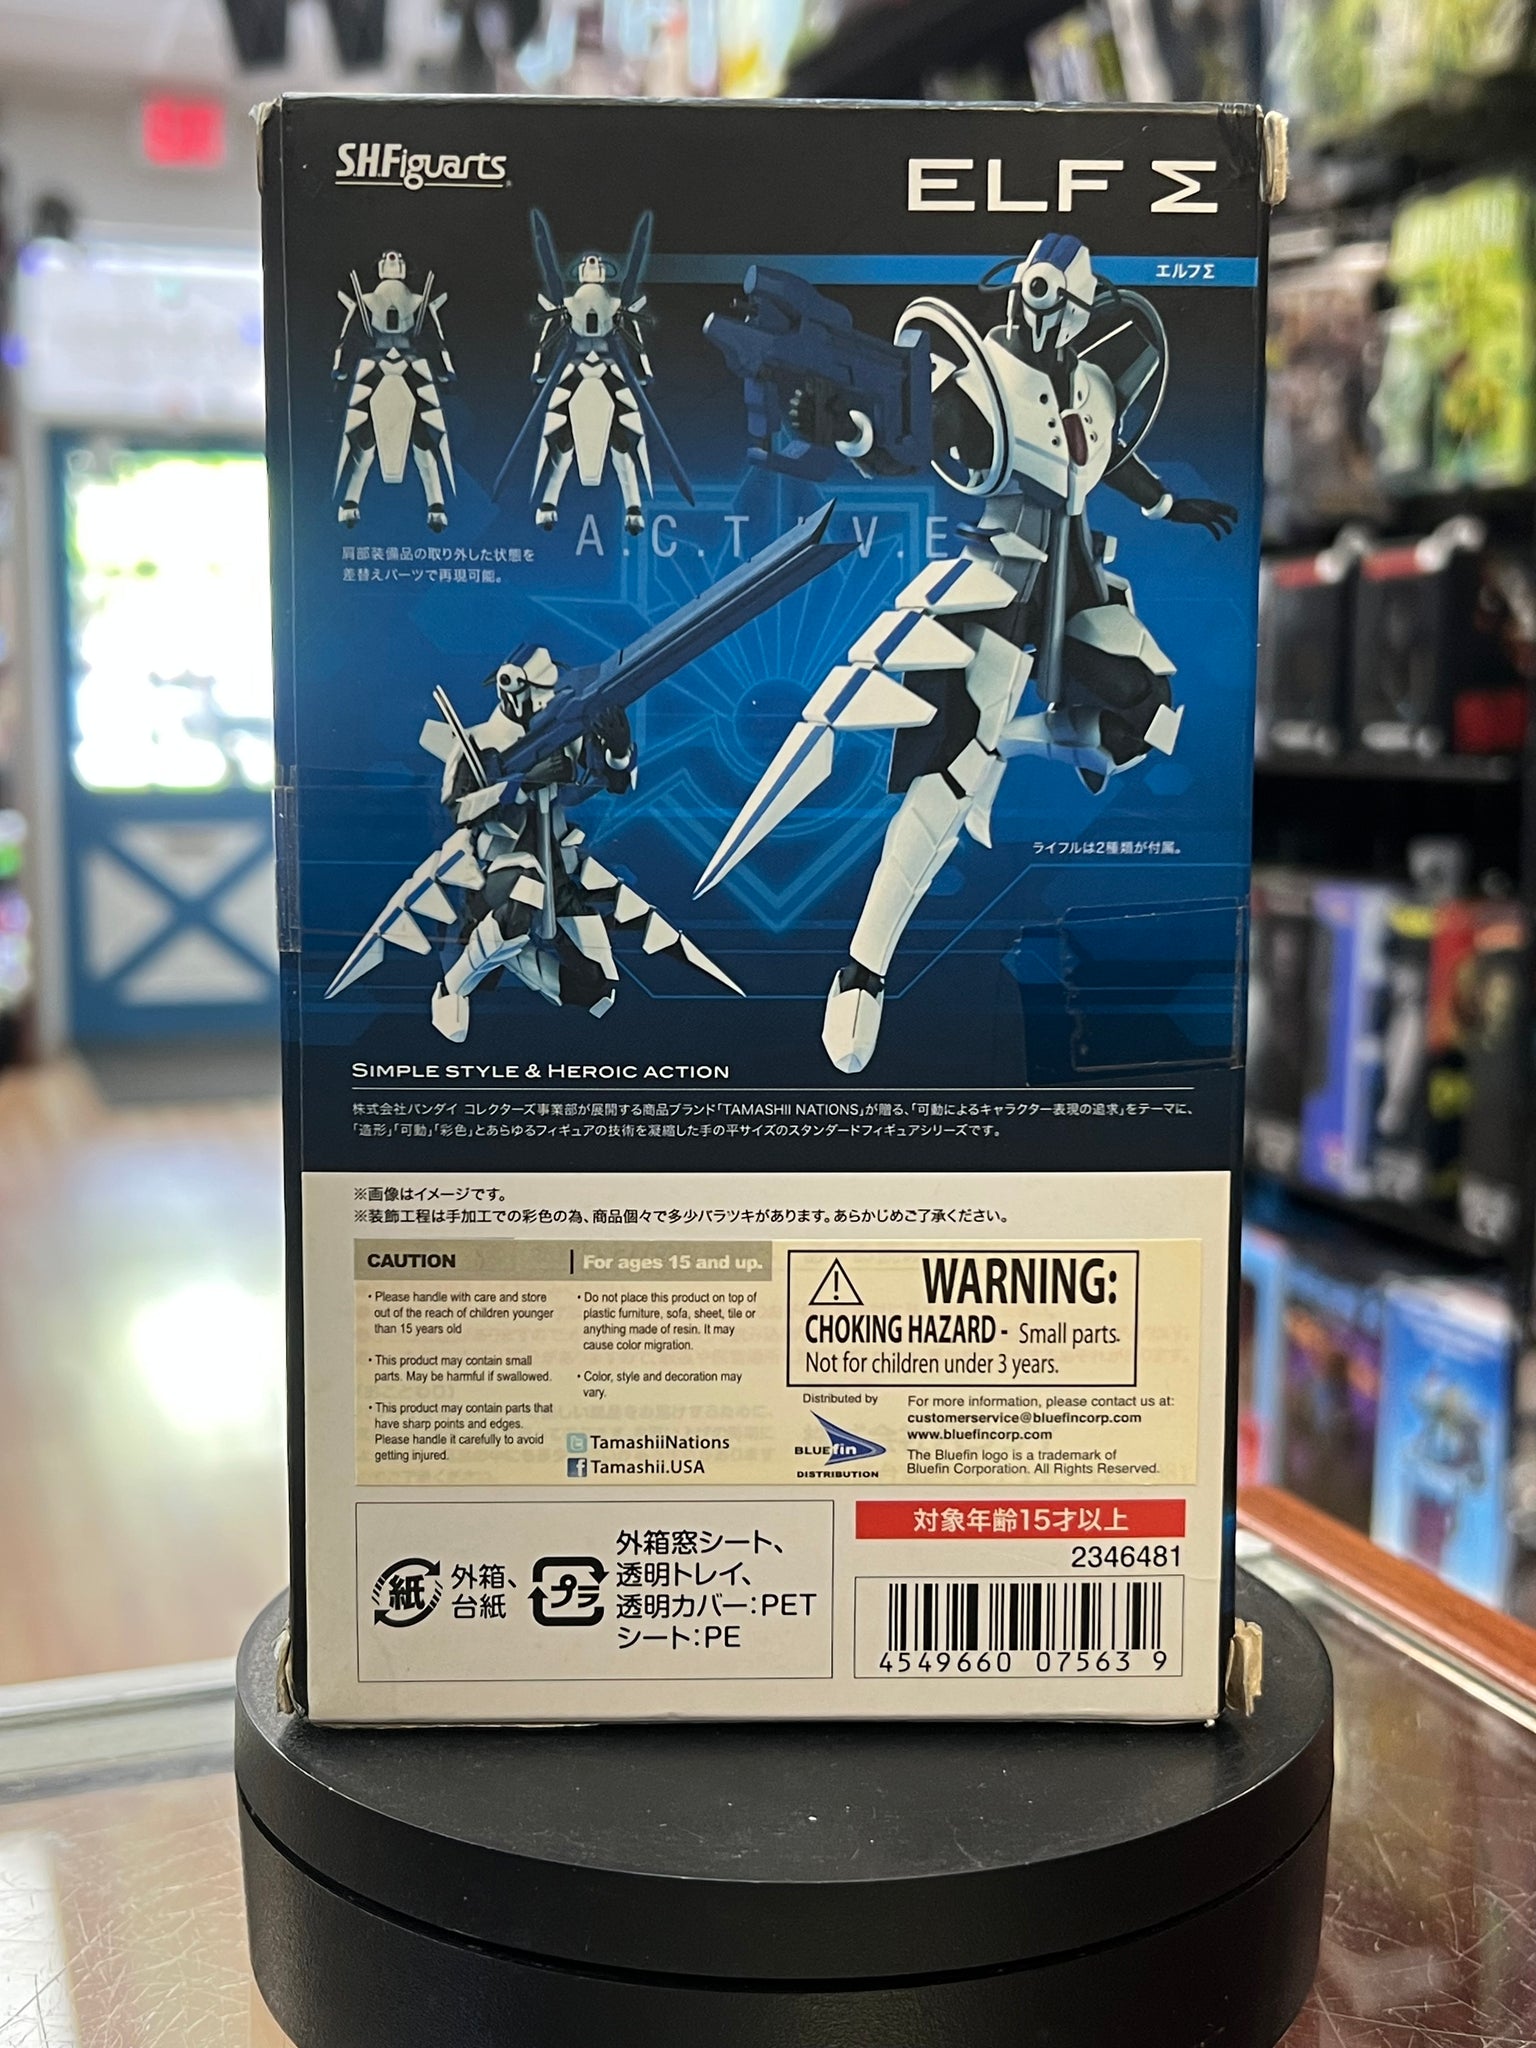 S.H.Figuarts
ELF Σ
エルフΣ
A.C.T.I.V.E
肩部装備品の取り外した状態を
差替えパーツで再現可能。
ライフルは2種類が付属。
SIMPLE STYLE & HEROIC ACTION
株式会社バンダイ コレクターズ事業部が展開する商品ブランド「TAMASHII NATIONS」が贈る、「可動によるキャラクター表現の追求」をテーマに、
「造形」「可動」「彩色」とあらゆるフィギュアの技術を凝縮した手の平サイズのスタンダードフィギュアシリーズです。
※画像はイメージです。
※装飾工程は手加工での彩色の為、商品個々で多少バラツキがあります。あらかじめご了承ください。
CAUTION
For ages 15 and up.
• Please handle with care and store
out of the reach of children younger
than 15 years old
• This product may contain small
parts. May be harmful if swallowed.
• This product may contain parts that
have sharp points and edges.
Please handle it carefully to avoid
getting injured.
• Do not place this product on top of
plastic furniture, sofa, sheet, tile or
anything made of resin. It may
cause color migration.
• Color, style and decoration may
vary.
TamashiiNations
Tamashii.USA
WARNING:
CHOKING HAZARD - Small parts.
Not for children under 3 years.
Distributed by
BLUEfin
DISTRIBUTION
For more information, please contact us at:
customerservice@bluefincorp.com
www.bluefincorp.com
The Bluefin logo is a trademark of
Bluefin Corporation. All Rights Reserved.
紙
外箱、
台紙
プラ
外箱窓シート、
透明トレイ、
透明カバー:PET
シート:PE
対象年齢15才以上
2346481
4549660 07563 9